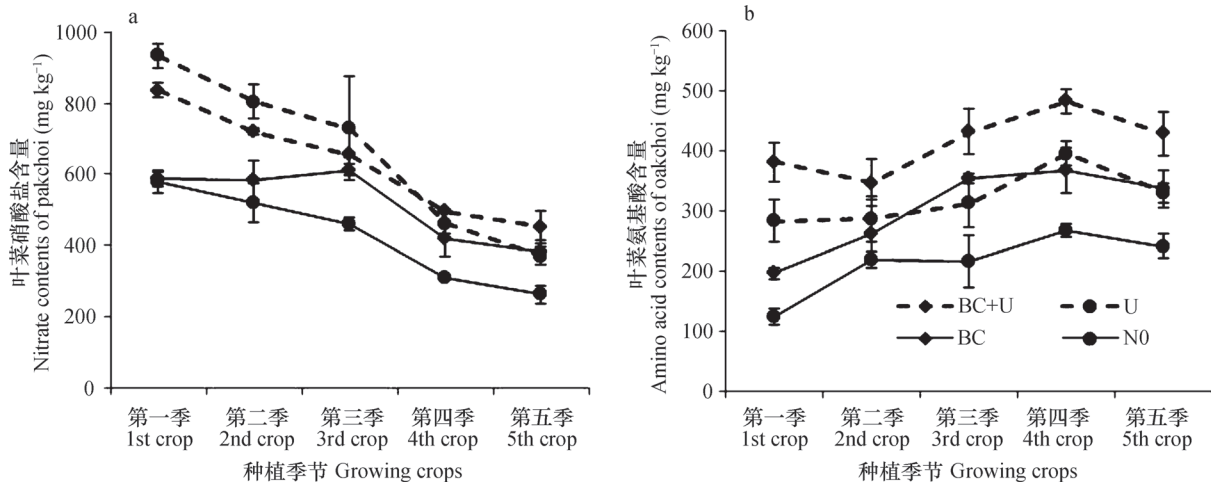 a
叶菜硝酸盐含量
Nitrate contents of pakchoi (mg kg⁻¹)
1000
800
600
400
200
0
第一季 第二季 第三季 第四季 第五季
1st crop 2nd crop 3rd crop 4th crop 5th crop
种植季节 Growing crops
b
叶菜氨基酸含量
Amino acid contents of oakchoi (mg kg⁻¹)
600
500
400
300
200
100
0
BC+U U
BC N0
第一季 第二季 第三季 第四季 第五季
1st crop 2nd crop 3rd crop 4th crop 5th crop
种植季节 Growing crops